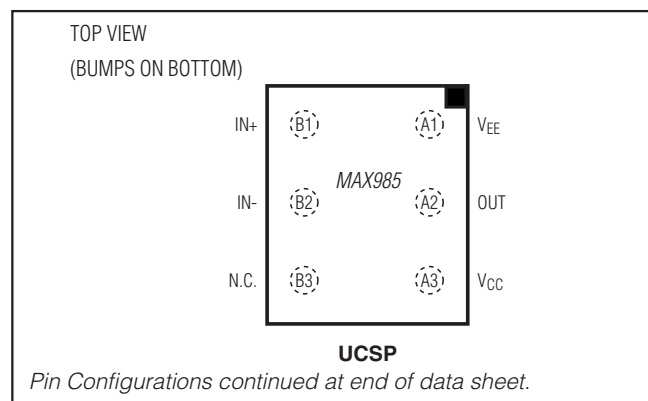 TOP VIEW
(BUMPS ON BOTTOM)
IN+ B1 A1 VEE
MAX985
IN- B2 A2 OUT
N.C. B3 A3 VCC
UCSP
Pin Configurations continued at end of data sheet.